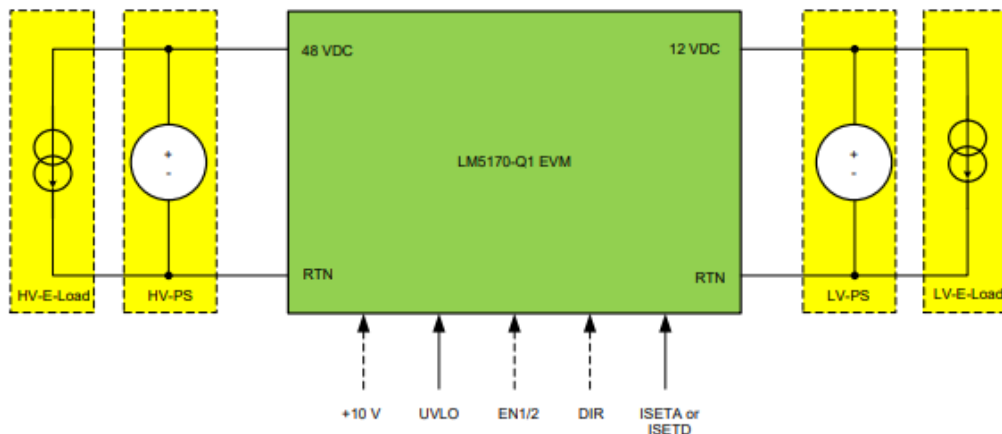 48 VDC
12 VDC
+
-
LM5170-Q1 EVM
+
-
RTN
RTN
HV-E-Load
HV-PS
LV-PS
LV-E-Load
+10 V
UVLO
EN1/2
DIR
ISETA or
ISETD